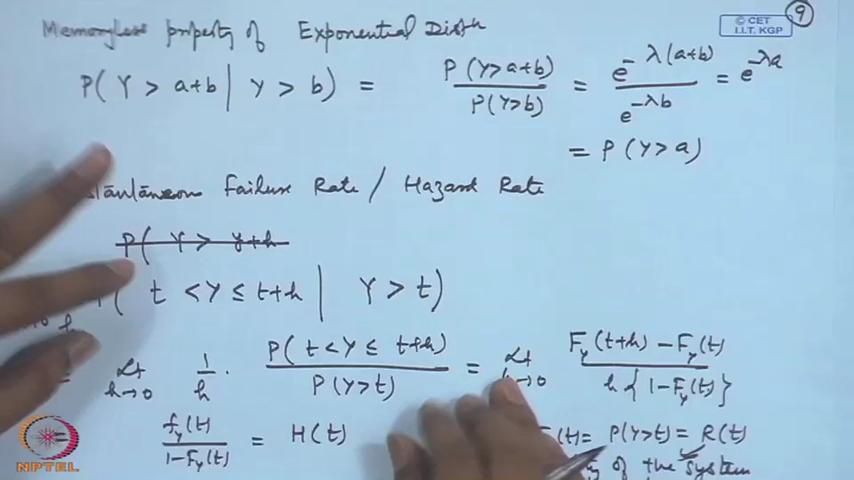 Memoryless property of Exponential Distn
© CET
I.I.T. KGP
9
P( Y > a+b | Y > b) = P(Y>a+b) / P(Y>b) = e^{-λ(a+b)} / e^{-λb} = e^{-λa}
= P(Y>a)
Failure Rate / Hazard Rate
P( Y > y+h
t < Y ≤ t+h | Y > t)
Lt h→0 1/h · P( t < Y ≤ t+h) / P(Y>t) = Lt h→0 F_Y(t+h) − F_Y(t) / h{1−F_Y(t)}
f_Y(t) / 1−F_Y(t) = H(t) (t) = P(Y>t) = R(t)
of the system
NPTEL